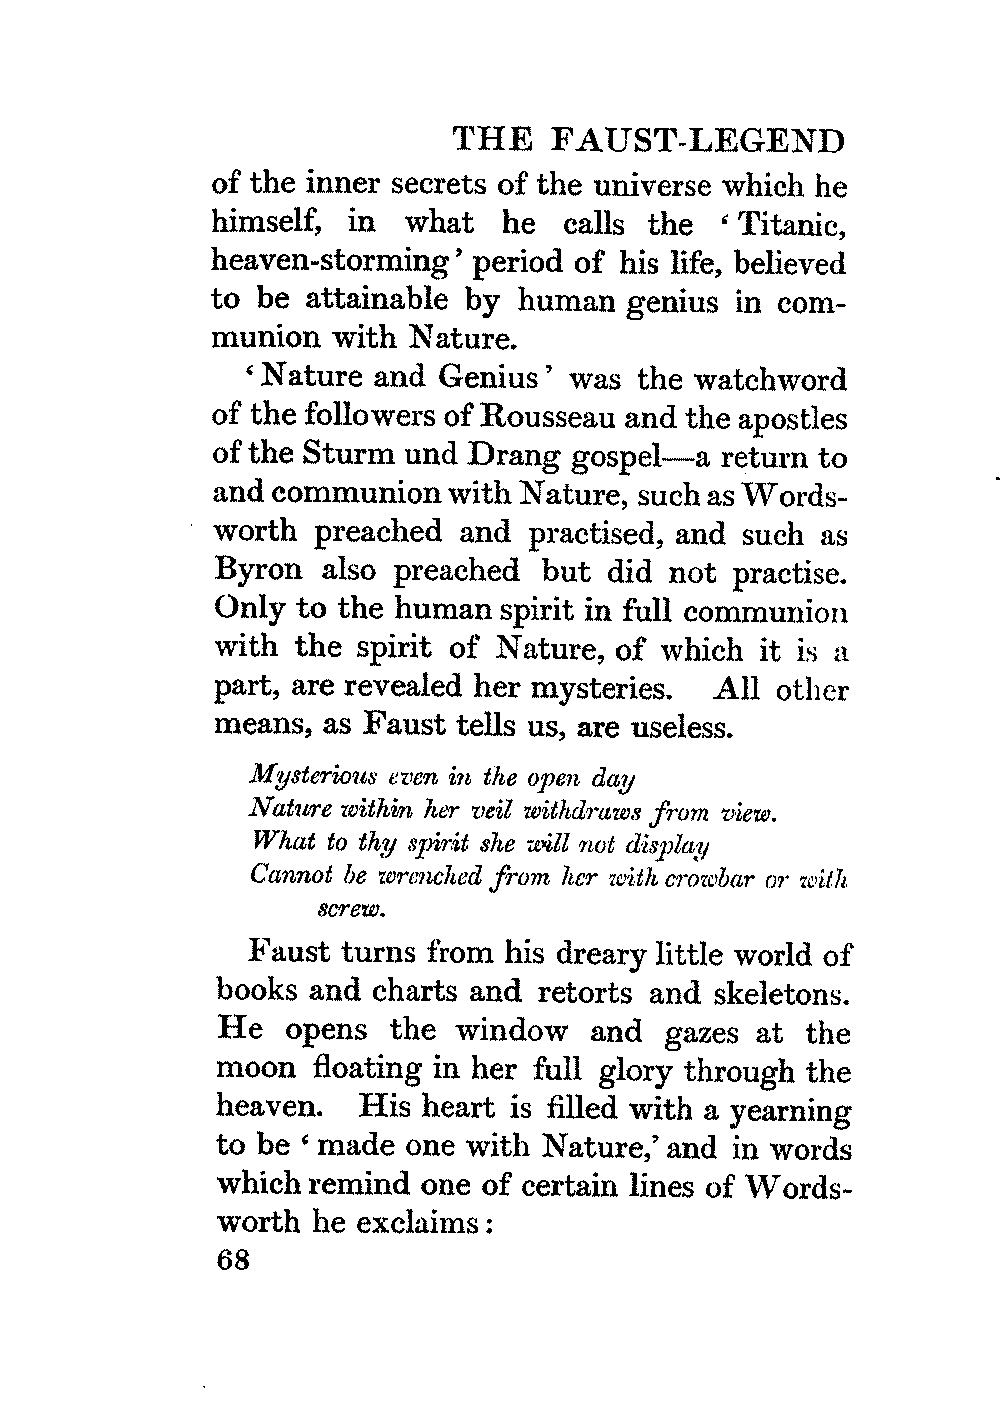 THE FAUST-LEGEND
of the inner secrets of the universe which he
himself, in what he calls the ‘Titanic,
heaven-storming’ period of his life, believed
to be attainable by human genius in com-
munion with Nature.
‘Nature and Genius’ was the watchword
of the followers of Rousseau and the apostles
of the Sturm und Drang gospel—a return to
and communion with Nature, such as Words-
worth preached and practised, and such as
Byron also preached but did not practise.
Only to the human spirit in full communion
with the spirit of Nature, of which it is a
part, are revealed her mysteries. All other
means, as Faust tells us, are useless.
Mysterious even in the open day
Nature within her veil withdraws from view.
What to thy spirit she will not display
Cannot be wrenched from her with crowbar or with
screw.
Faust turns from his dreary little world of
books and charts and retorts and skeletons.
He opens the window and gazes at the
moon floating in her full glory through the
heaven. His heart is filled with a yearning
to be ‘made one with Nature,’ and in words
which remind one of certain lines of Words-
worth he exclaims:
68